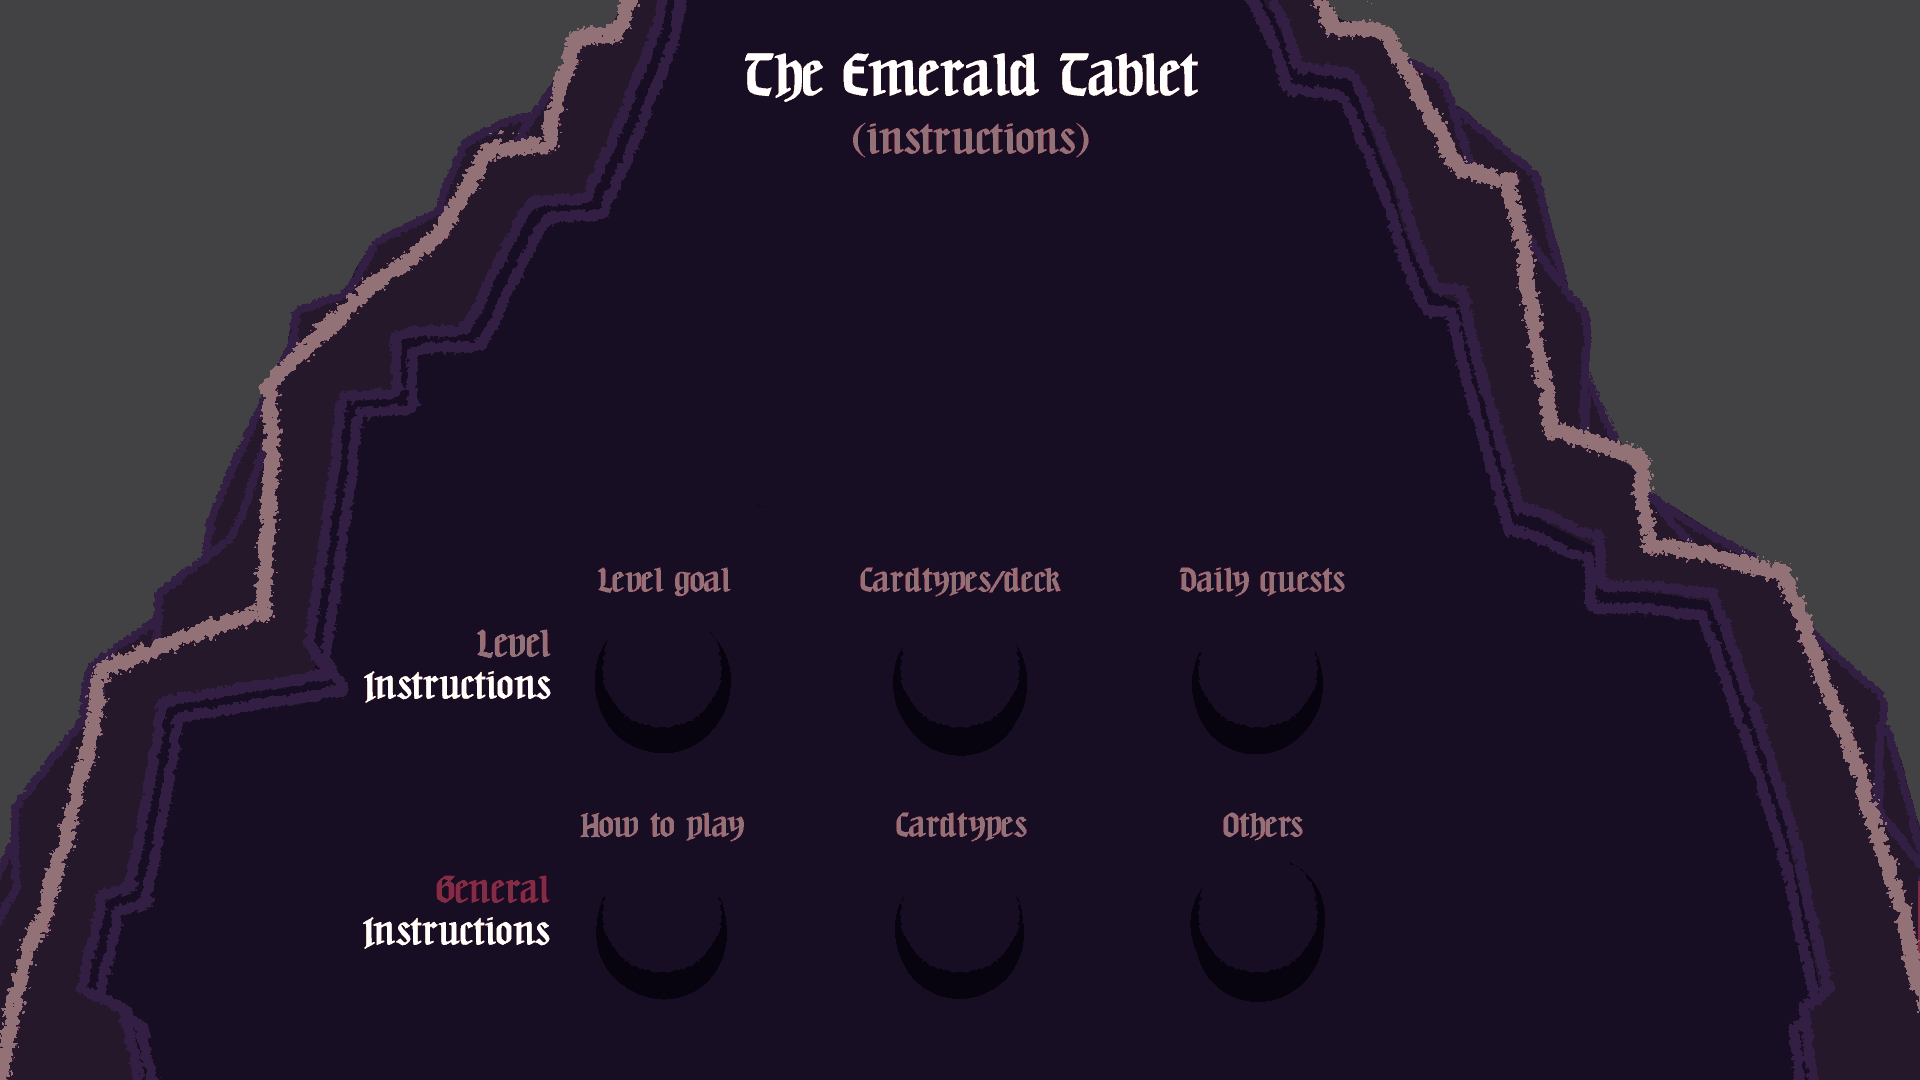 The Emerald Tablet
(instructions)
Level goal
Cardtypes/deck
Daily quests
Level
Instructions
How to play
Cardtypes
Others
General
Instructions